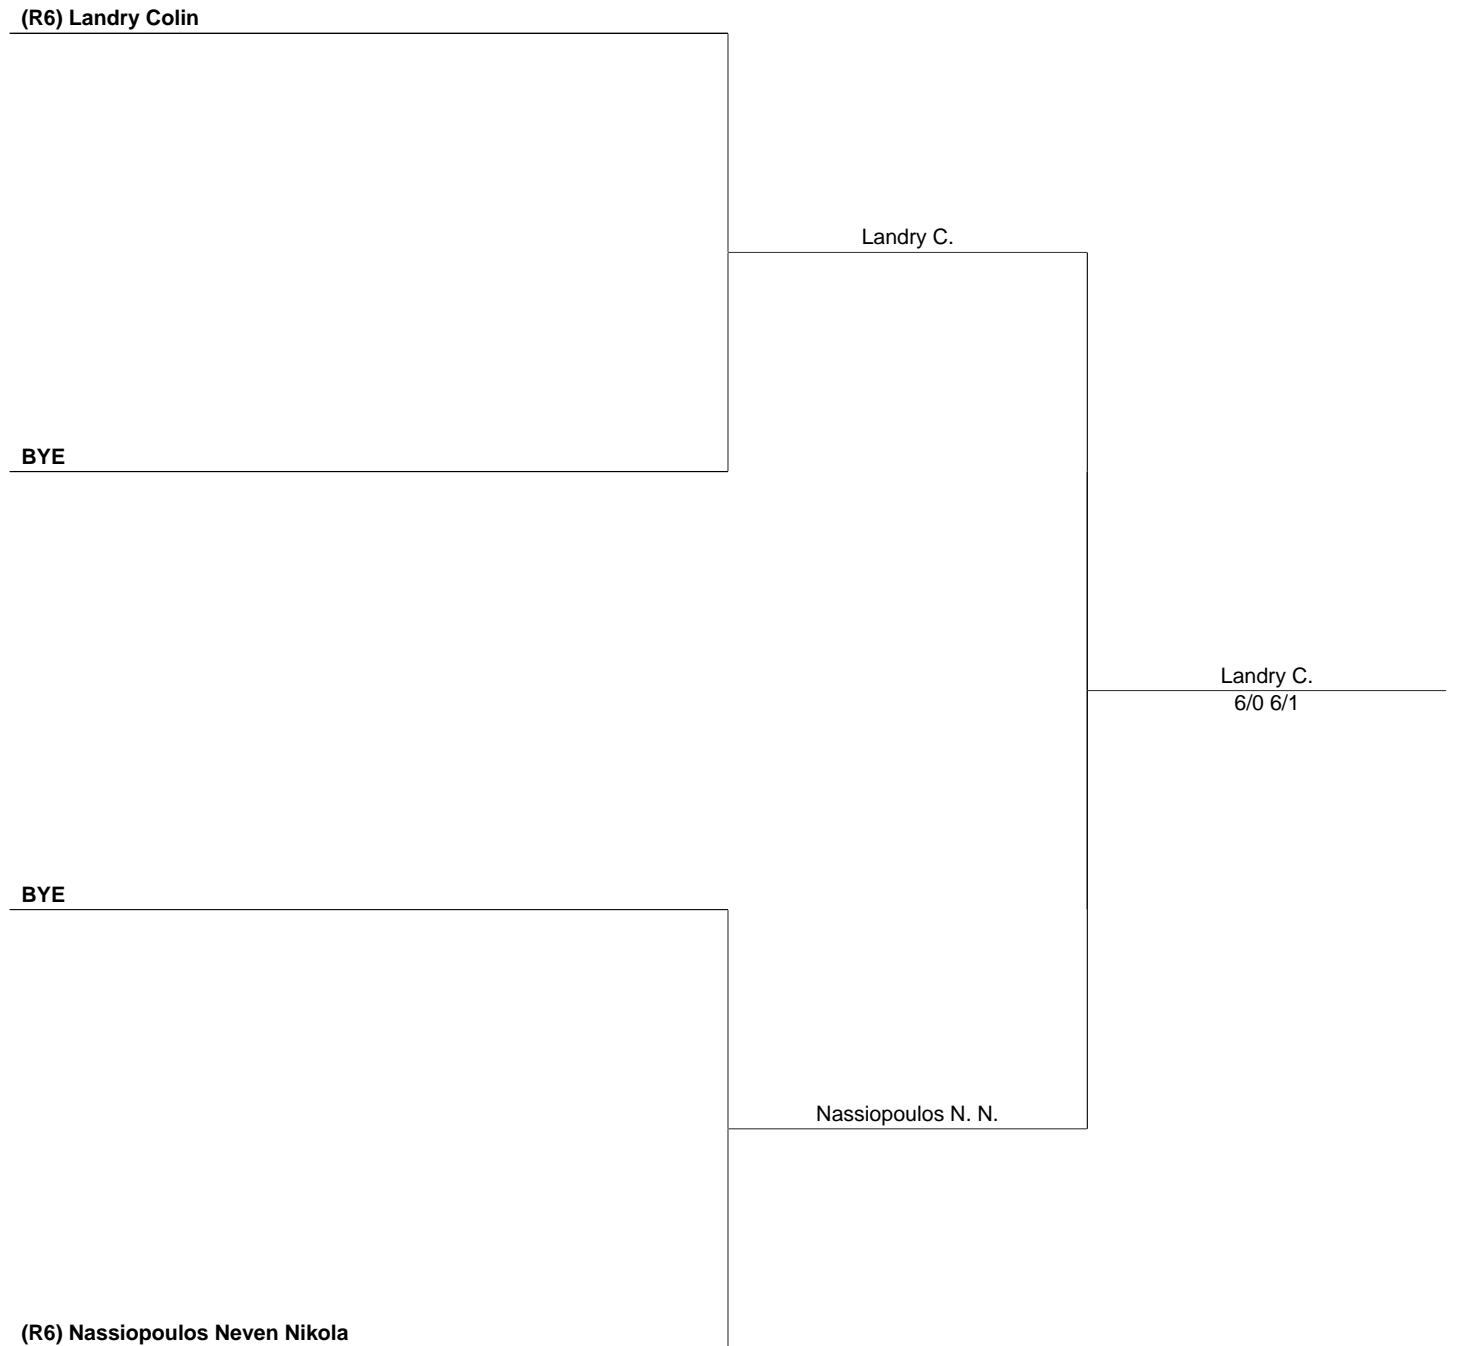 (R6) Landry Colin
Landry C.
BYE
Landry C.
6/0 6/1
BYE
Nassiopoulos N. N.
(R6) Nassiopoulos Neven Nikola